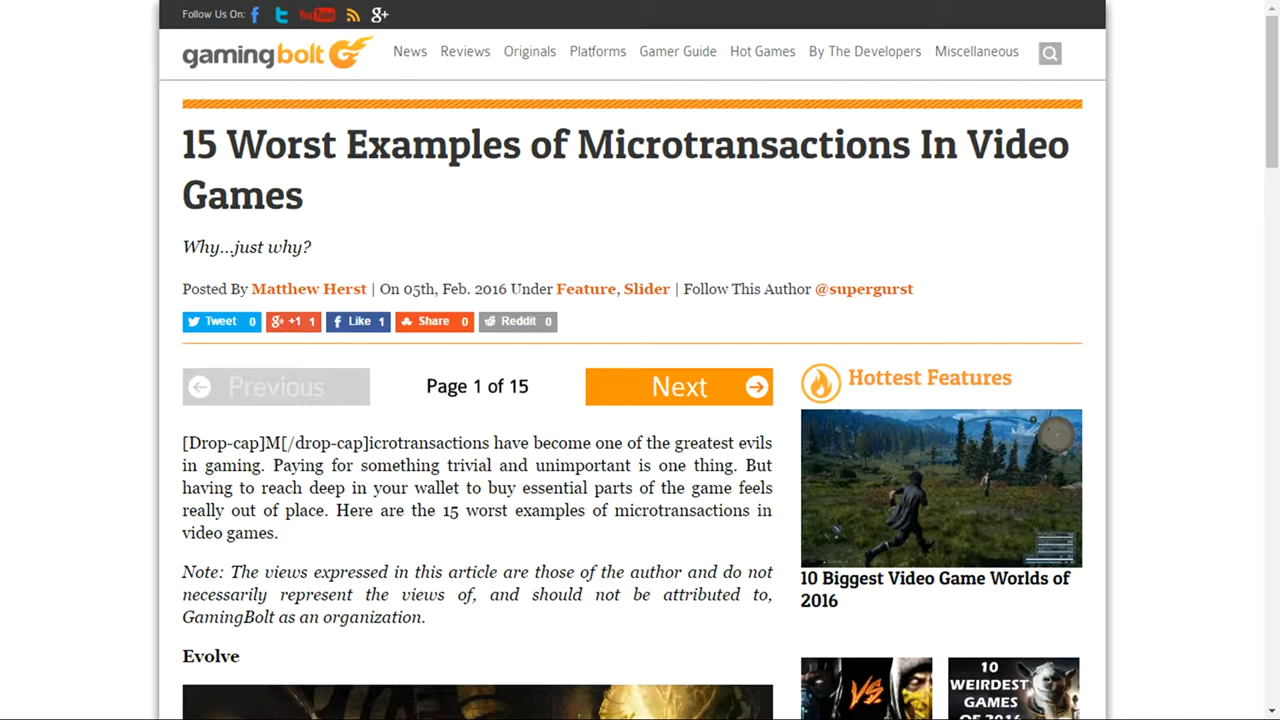 Follow Us On:
You Tube
g+
gamingbolt
News Reviews Originals Platforms Gamer Guide Hot Games By The Developers Miscellaneous
15 Worst Examples of Microtransactions In Video
Games
Why...just why?
Posted By Matthew Herst | On 05th, Feb. 2016 Under Feature, Slider | Follow This Author @supergurst
Tweet 0 g+ +1 1 Like 1 Share 0 Reddit 0
Previous Page 1 of 15 Next
Hottest Features
[Drop-cap]M[/drop-cap]icrotransactions have become one of the greatest evils
in gaming. Paying for something trivial and unimportant is one thing. But
having to reach deep in your wallet to buy essential parts of the game feels
really out of place. Here are the 15 worst examples of microtransactions in
video games.
Note: The views expressed in this article are those of the author and do not
necessarily represent the views of, and should not be attributed to,
GamingBolt as an organization.
Evolve
10 Biggest Video Game Worlds of
2016
VS
10
WEIRDEST
GAMES
OF 2016